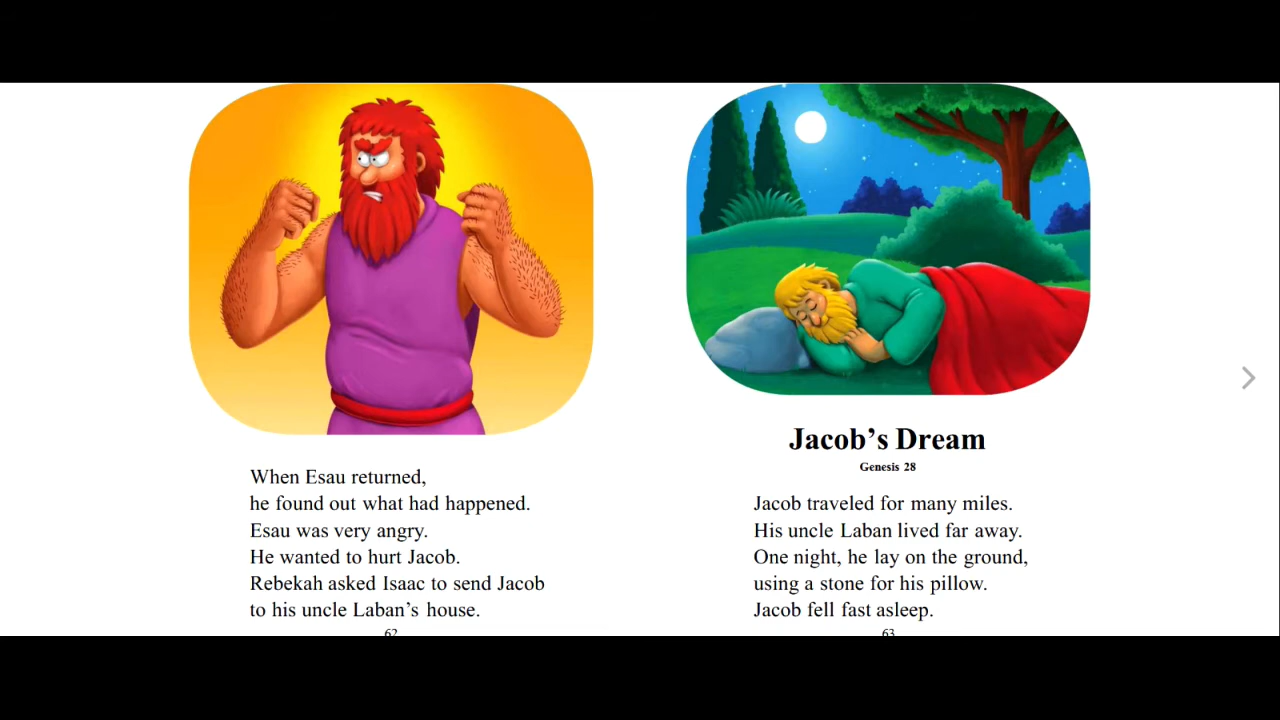 When Esau returned,
he found out what had happened.
Esau was very angry.
He wanted to hurt Jacob.
Rebekah asked Isaac to send Jacob
to his uncle Laban’s house.
62
Jacob’s Dream
Genesis 28
Jacob traveled for many miles.
His uncle Laban lived far away.
One night, he lay on the ground,
using a stone for his pillow.
Jacob fell fast asleep.
63